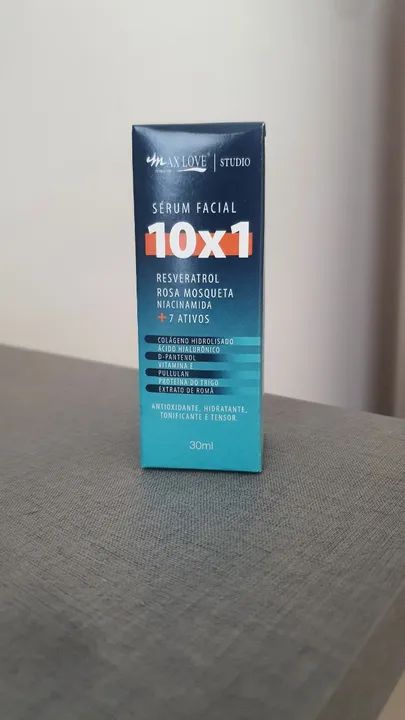 MAX LOVE | STUDIO
SÉRUM FACIAL
10x1
RESVERATROL
ROSA MOSQUETA
NIACINAMIDA
+ 7 ATIVOS
COLÁGENO HIDROLISADO
ÁCIDO HIALURÔNICO
D-PANTENOL
VITAMINA E
PULLULAN
PROTEÍNA DO TRIGO
EXTRATO DE ROMÃ
ANTIOXIDANTE, HIDRATANTE,
TONIFICANTE E TENSOR.
30ml